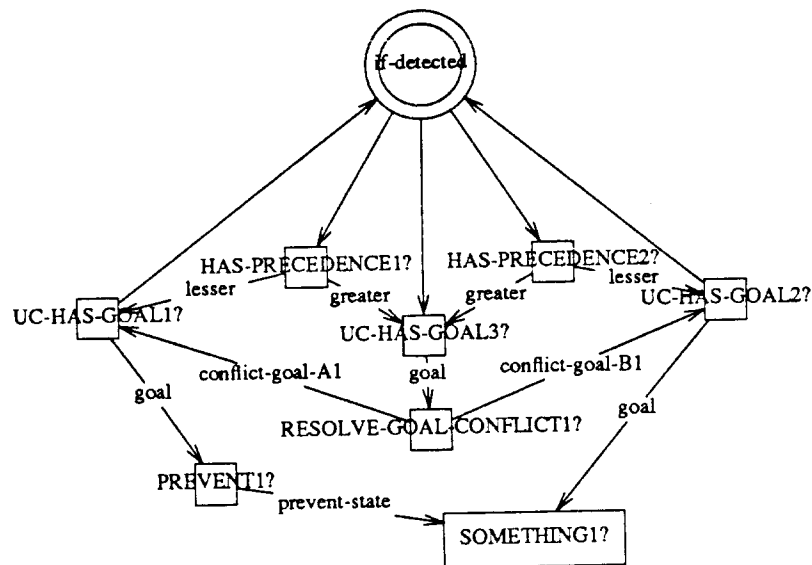 if-detected
HAS-PRECEDENCE1?
HAS-PRECEDENCE2?
lesser
greater
greater
lesser
UC-HAS-GOAL1?
UC-HAS-GOAL3?
UC-HAS-GOAL2?
conflict-goal-A1
goal
conflict-goal-B1
goal
goal
RESOLVE-GOAL-CONFLICT1?
PREVENT1?
prevent-state
SOMETHING1?